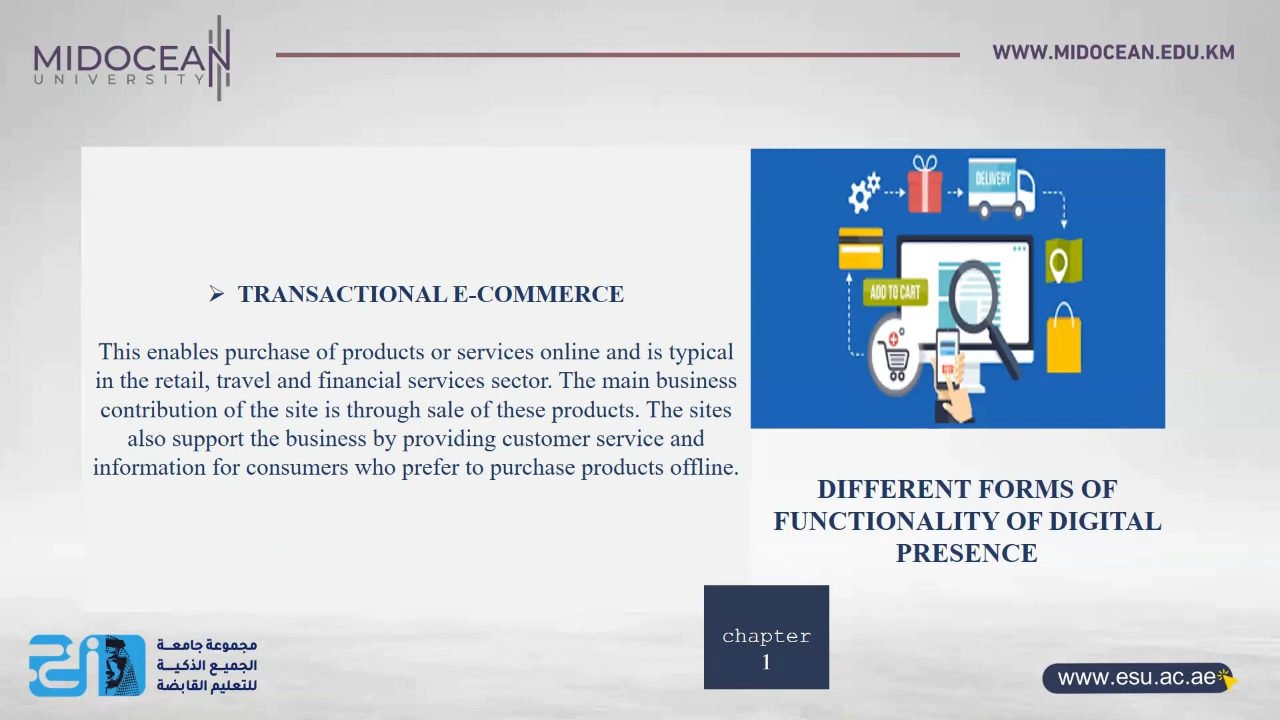 MIDOCEAN
UNIVERSITY
WWW.MIDOCEAN.EDU.KM
➢ TRANSACTIONAL E-COMMERCE
This enables purchase of products or services online and is typical
in the retail, travel and financial services sector. The main business
contribution of the site is through sale of these products. The sites
also support the business by providing customer service and
information for consumers who prefer to purchase products offline.
DELIVERY
ADD TO CART
DIFFERENT FORMS OF
FUNCTIONALITY OF DIGITAL
PRESENCE
chapter
1
مجموعة جامعة
الجميع الذكية
للتعليم القابضة
www.esu.ac.ae